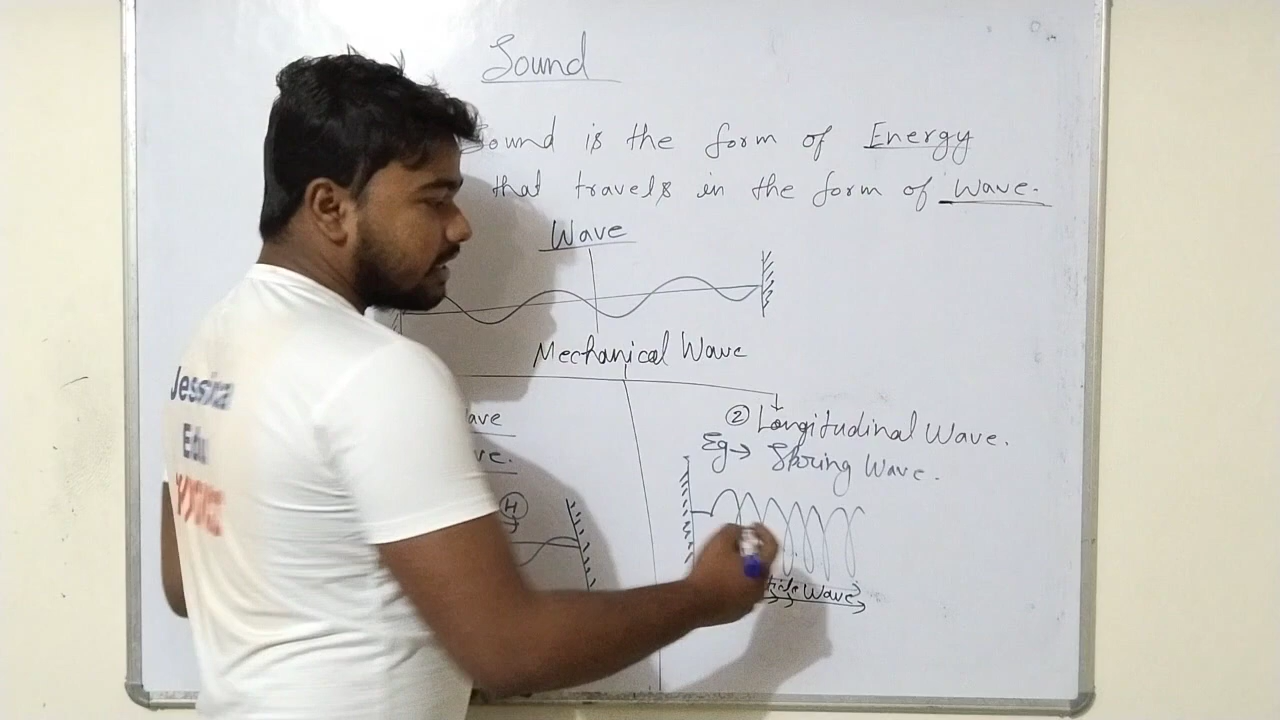 Sound
Sound is the form of Energy
that travels in the form of Wave.
Wave
Mechanical Wave
② Longitudinal Wave.
Eg → Spring Wave.
ave
ve.
H
Wave
Jessica
Edu